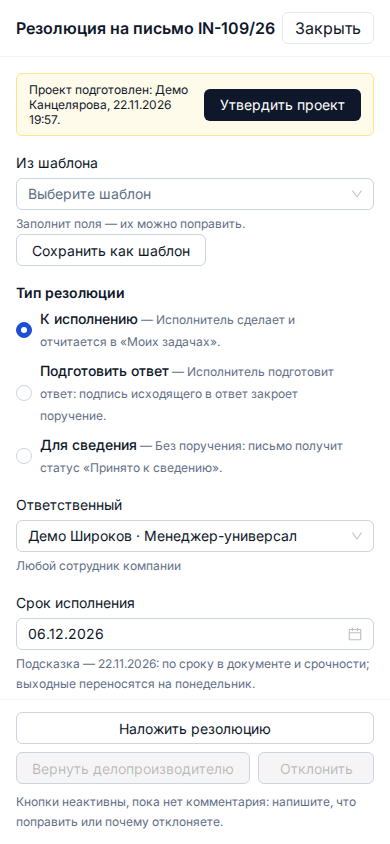 Резолюция на письмо IN-109/26
Закрыть
Проект подготовлен: Демо
Канцелярова, 22.11.2026
19:57.
Утвердить проект
Из шаблона
Выберите шаблон
Заполнит поля — их можно поправить.
Сохранить как шаблон
Тип резолюции
К исполнению — Исполнитель сделает и
отчитается в «Моих задачах».
Подготовить ответ — Исполнитель подготовит
ответ: подпись исходящего в ответ закроет
поручение.
Для сведения — Без поручения: письмо получит
статус «Принято к сведению».
Ответственный
Демо Широков · Менеджер-универсал
Любой сотрудник компании
Срок исполнения
06.12.2026
Подсказка — 22.11.2026: по сроку в документе и срочности;
выходные переносятся на понедельник.
Наложить резолюцию
Вернуть делопроизводителю
Отклонить
Кнопки неактивны, пока нет комментария: напишите, что
поправить или почему отклоняете.